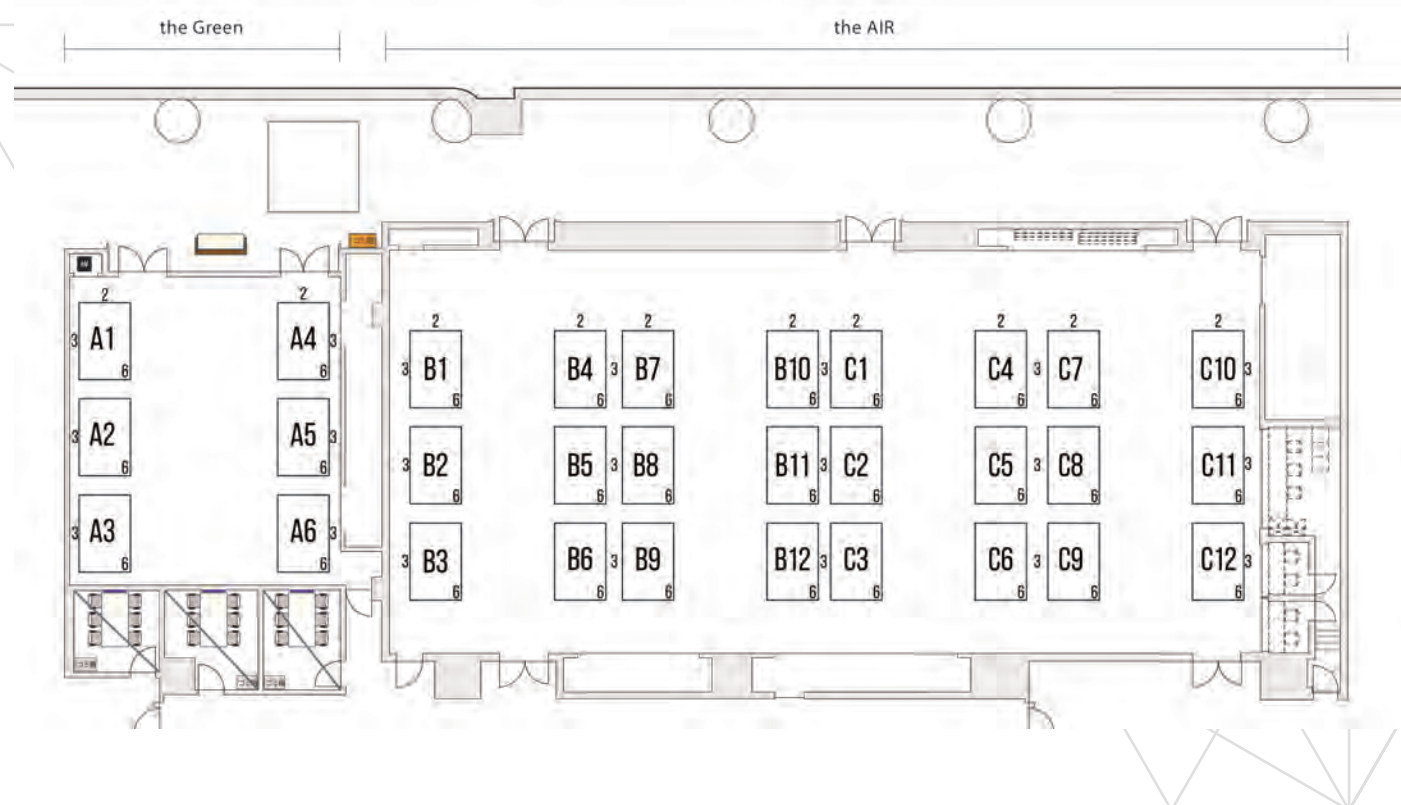 the Green
the AIR
2 2
3 A1 6 A4 3 6
3 A2 6 A5 3 6
3 A3 6 A6 3 6
2 2 2 2 2 2 2 2
3 B1 6 B4 6 3 B7 6 B10 6 3 C1 6 C4 6 3 C7 6 C10 3 6
3 B2 6 B5 6 3 B8 6 B11 6 3 C2 6 C5 6 3 C8 6 C11 3 6
3 B3 6 B6 6 3 B9 6 B12 6 3 C3 6 C6 6 3 C9 6 C12 3 6